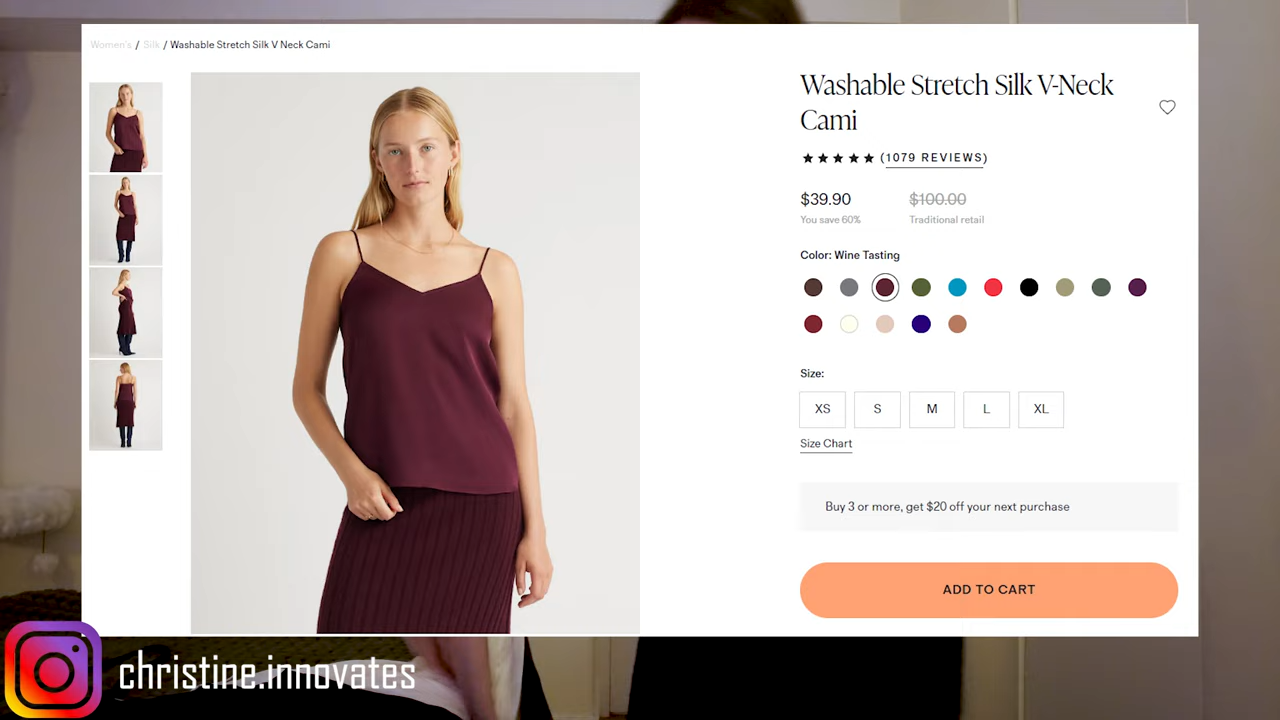 Women's / Silk / Washable Stretch Silk V Neck Cami
Washable Stretch Silk V-Neck
Cami
(1079 REVIEWS)
$39.90
$100.00
You save 60%
Traditional retail
Color: Wine Tasting
Size:
XS
S
M
L
XL
Size Chart
Buy 3 or more, get $20 off your next purchase
ADD TO CART
christine.innovates